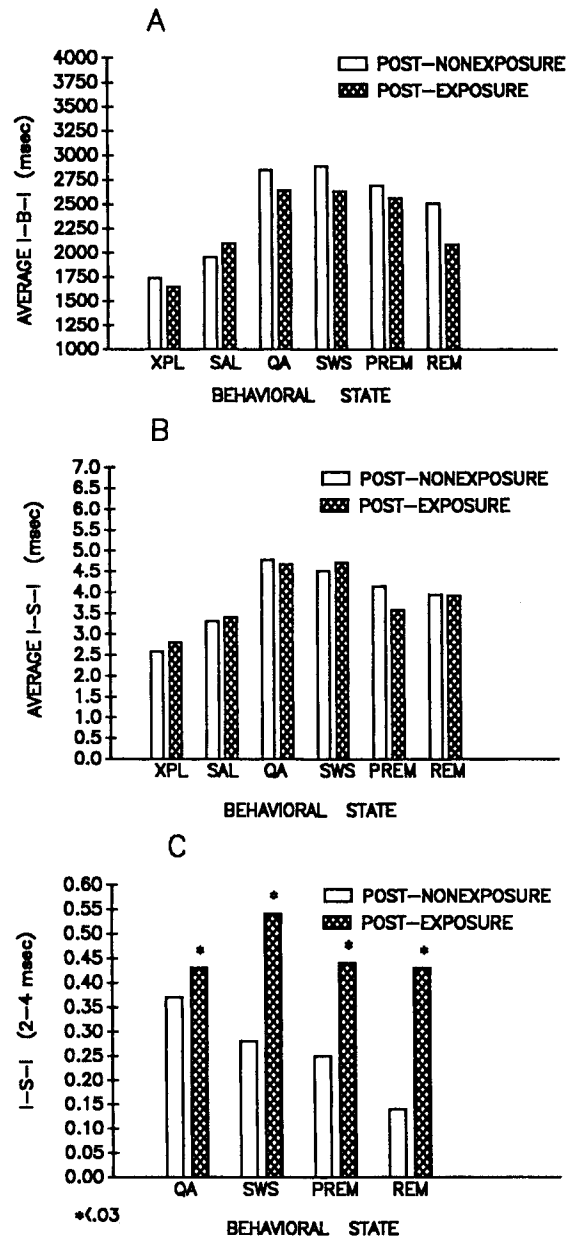 A
POST-NONEXPOSURE
POST-EXPOSURE
AVERAGE I-B-I (msec)
4000
3750
3500
3250
3000
2750
2500
2250
2000
1750
1500
1250
1000
XPL SAL QA SWS PREM REM
BEHAVIORAL STATE
B
POST-NONEXPOSURE
POST-EXPOSURE
AVERAGE I-S-I (msec)
7.0
6.5
6.0
5.5
5.0
4.5
4.0
3.5
3.0
2.5
2.0
1.5
1.0
0.5
0.0
XPL SAL QA SWS PREM REM
BEHAVIORAL STATE
C
POST-NONEXPOSURE
POST-EXPOSURE
I-S-I (2-4 msec)
0.60
0.55
0.50
0.45
0.40
0.35
0.30
0.25
0.20
0.15
0.10
0.05
0.00
* * * *
QA SWS PREM REM
*<.03
BEHAVIORAL STATE